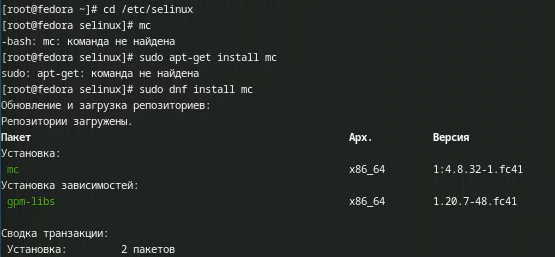 [root@fedora ~]# cd /etc/selinux
[root@fedora selinux]# mc
-bash: mc: команда не найдена
[root@fedora selinux]# sudo apt-get install mc
sudo: apt-get: команда не найдена
[root@fedora selinux]# sudo dnf install mc
Обновление и загрузка репозиториев:
Репозитории загружены.
Пакет Арх. Версия
Установка:
mc x86_64 1:4.8.32-1.fc41
Установка зависимостей:
gpm-libs x86_64 1.20.7-48.fc41
Сводка транзакции:
Установка: 2 пакетов